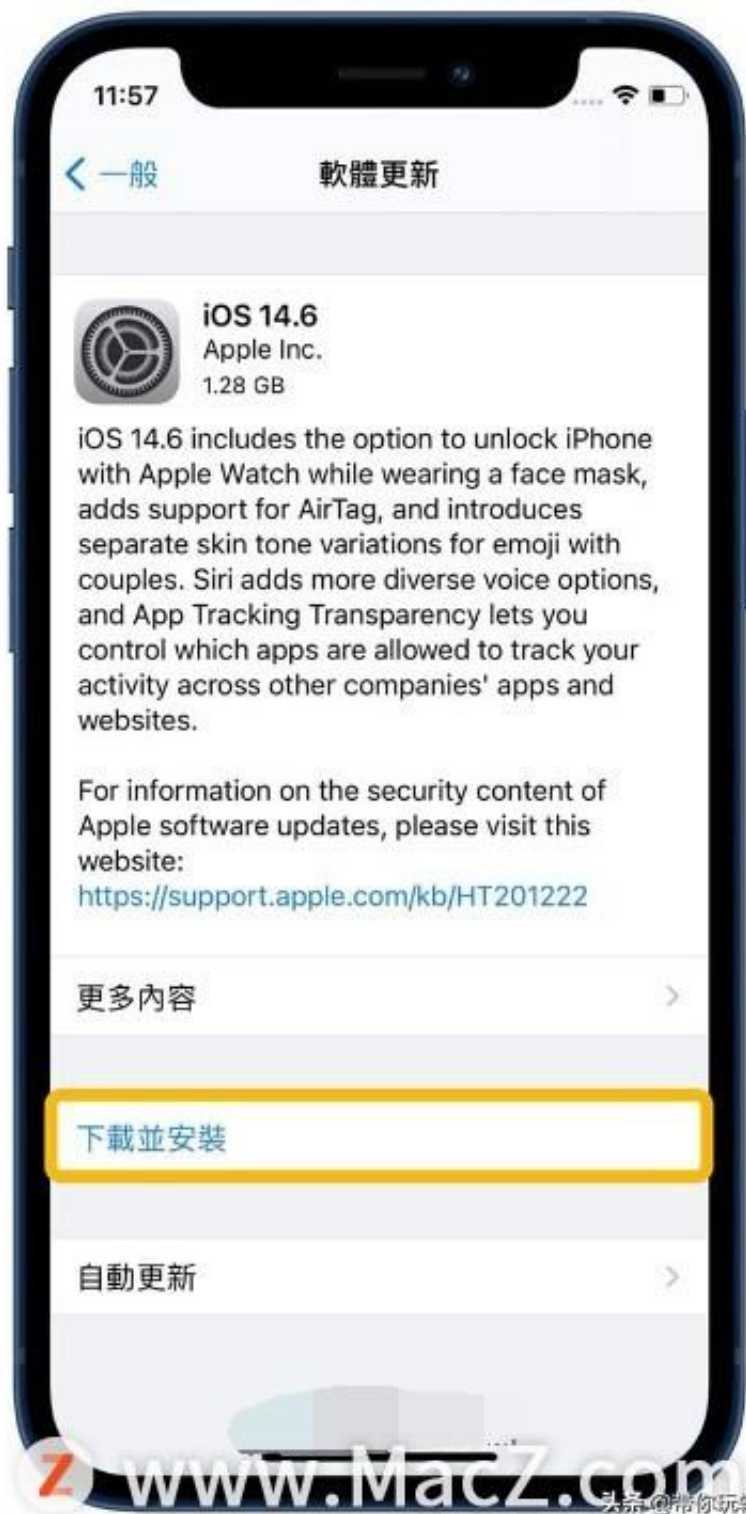 11:57
一般
軟體更新
iOS 14.6
Apple Inc.
1.28 GB
iOS 14.6 includes the option to unlock iPhone
with Apple Watch while wearing a face mask,
adds support for AirTag, and introduces
separate skin tone variations for emoji with
couples. Siri adds more diverse voice options,
and App Tracking Transparency lets you
control which apps are allowed to track your
activity across other companies' apps and
websites.
For information on the security content of
Apple software updates, please visit this
website:
https://support.apple.com/kb/HT201222
更多內容
下載並安裝
自動更新
Z www.MacZ.com
头条 @带你玩